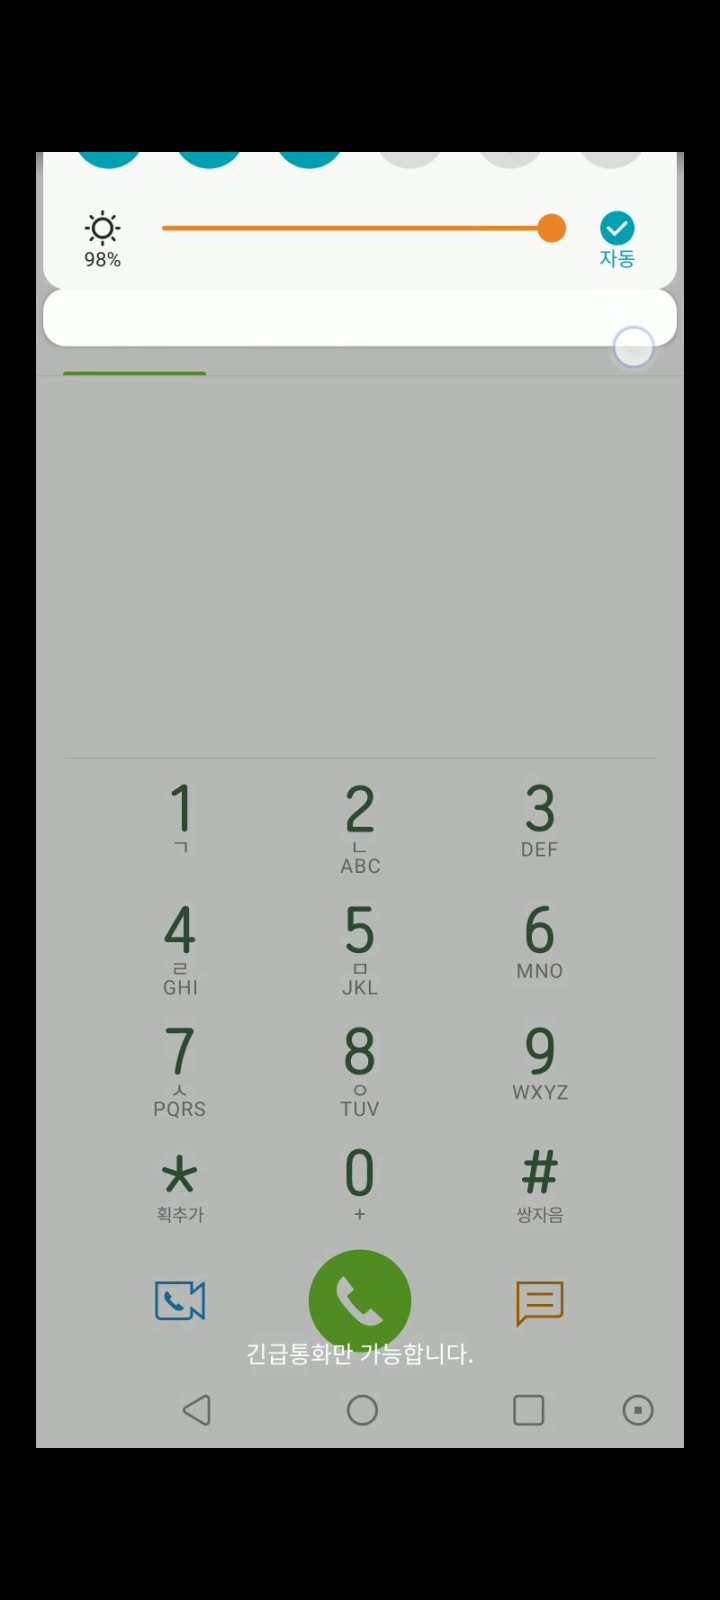 98%
자동
1 2 3
ㄱ ㄴ DEF
ABC
4 5 6
ㄹ ㅁ MNO
GHI JKL
7 8 9
ㅅ ㅇ WXYZ
PQRS TUV
* 0 #
획추가 + 쌍자음
긴급통화만 가능합니다.